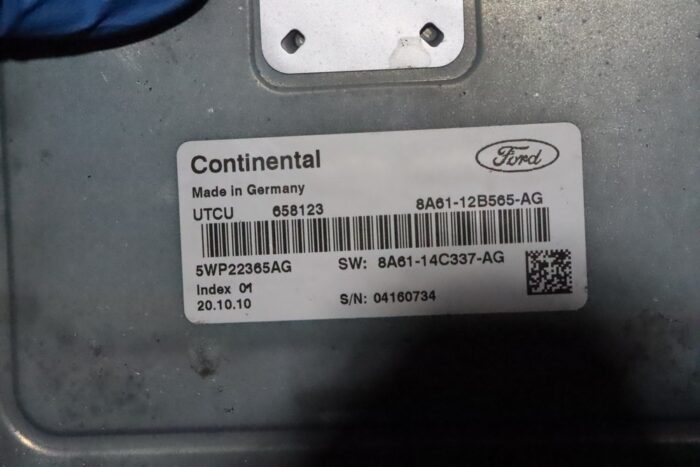 Continental
Ford
Made in Germany
UTCU 658123 8A61-12B565-AG
5WP22365AG SW: 8A61-14C337-AG
Index 01
20.10.10 S/N: 04160734